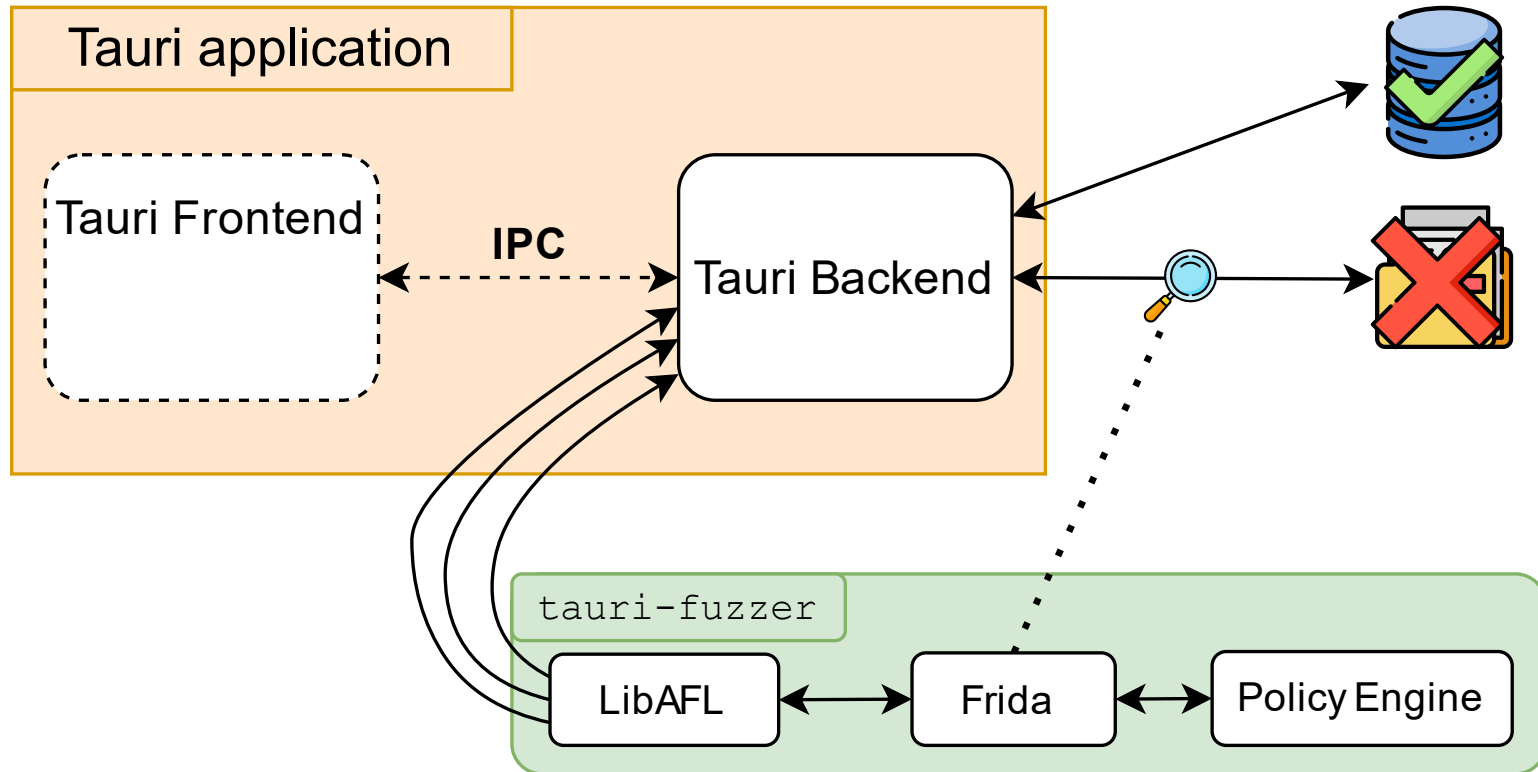 Tauri application
Tauri Frontend
IPC
Tauri Backend
tauri-fuzzer
LibAFL
Frida
Policy Engine